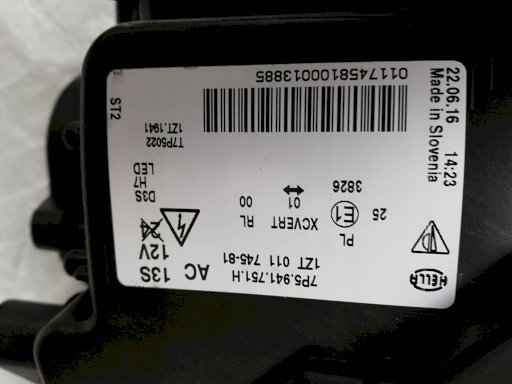 HELLA
7P5.941.751.H
1ZT 011 745-81
AC 13S
12V
24
D3S
H7
LED
XCVERT RL
01 00
PL
E1 25
3826
T7P5022
1ZT.1941
ST2
01174581000013885
22.06.16 14:23
Made in Slovenia